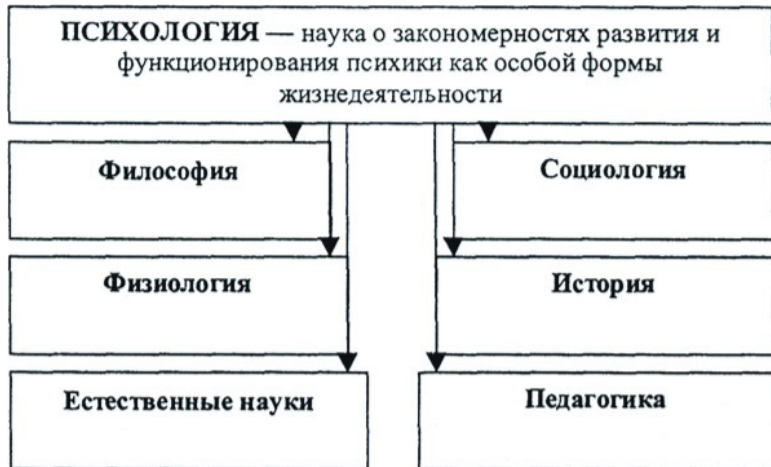 ПСИХОЛОГИЯ — наука о закономерностях развития и
функционирования психики как особой формы
жизнедеятельности
Философия
Социология
Физиология
История
Естественные науки
Педагогика